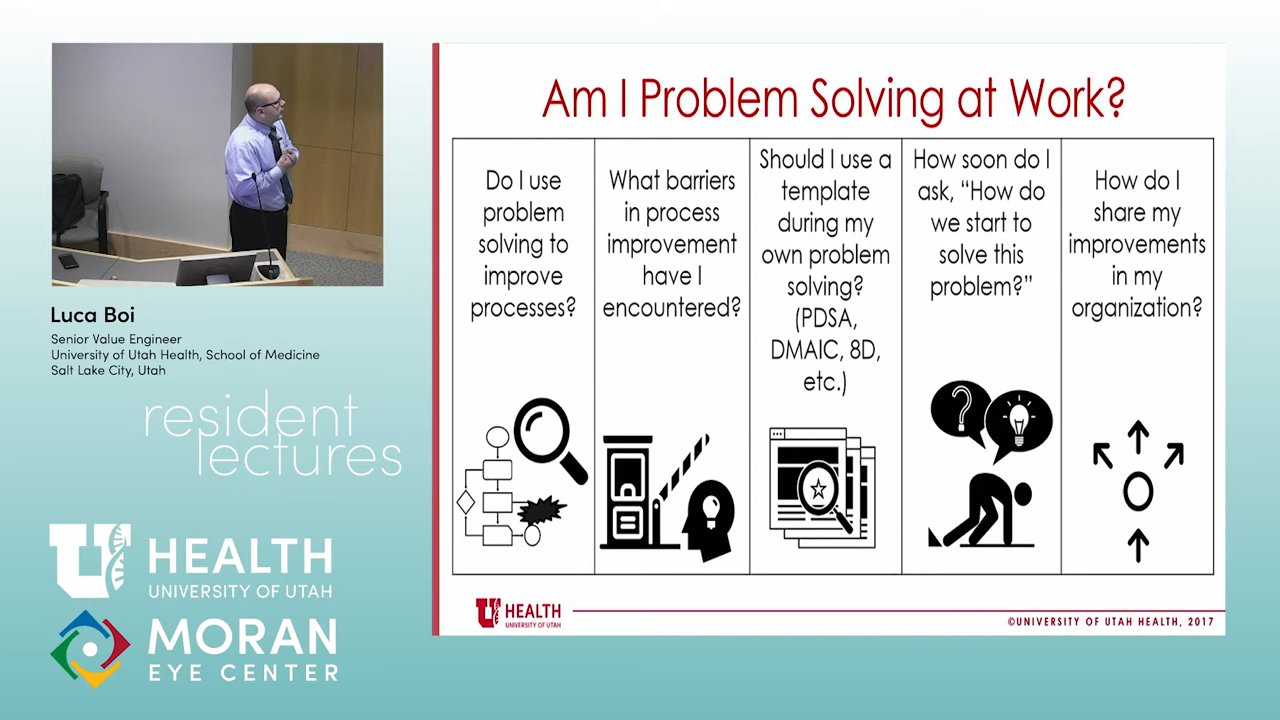 Luca Boi
Senior Value Engineer
University of Utah Health, School of Medicine
Salt Lake City, Utah
resident
lectures
U
HEALTH
UNIVERSITY OF UTAH
MORAN
EYE CENTER
Am I Problem Solving at Work?
Do I use
problem
solving to
improve
processes?
What barriers
in process
improvement
have I
encountered?
Should I use a
template
during my
own problem
solving?
(PDSA,
DMAIC, 8D,
etc.)
How soon do I
ask, “How do
we start to
solve this
problem?”
?
How do I
share my
improvements
in my
organization?
U
HEALTH
UNIVERSITY OF UTAH
©UNIVERSITY OF UTAH HEALTH, 2017